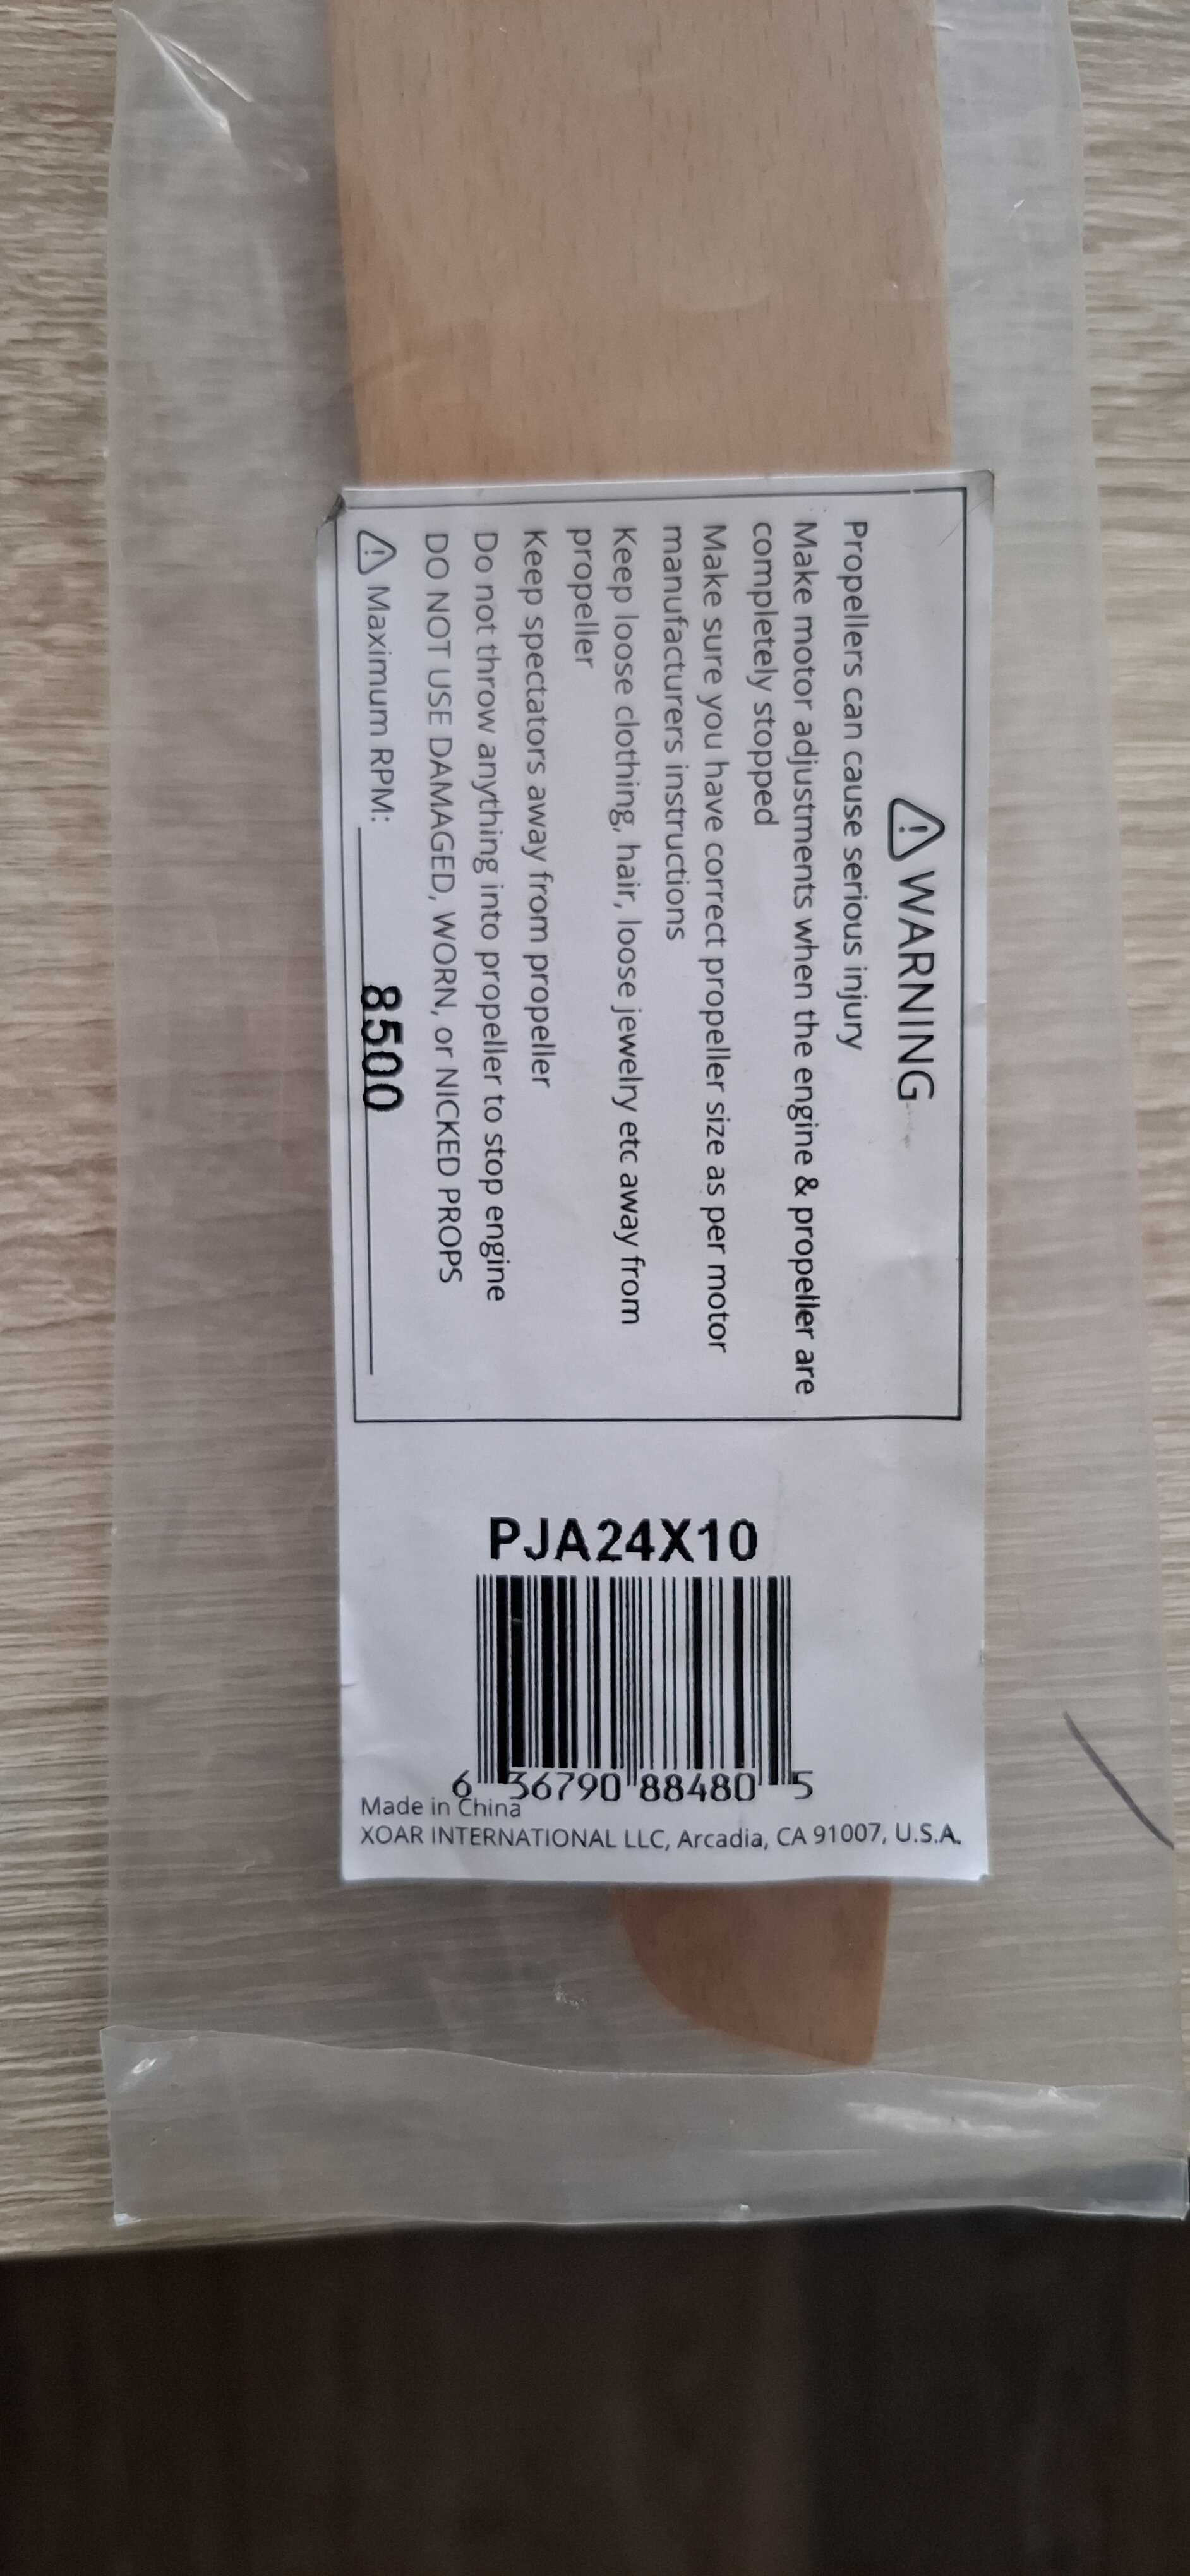 ⚠ WARNING
Propellers can cause serious injury
Make motor adjustments when the engine & propeller are
completely stopped
Make sure you have correct propeller size as per motor
manufacturers instructions
Keep loose clothing, hair, loose jewelry etc away from
propeller
Keep spectators away from propeller
Do not throw anything into propeller to stop engine
DO NOT USE DAMAGED, WORN, or NICKED PROPS
⚠ Maximum RPM: 8500
PJA24X10
6 36790 88480 5
Made in China
XOAR INTERNATIONAL LLC, Arcadia, CA 91007, U.S.A.